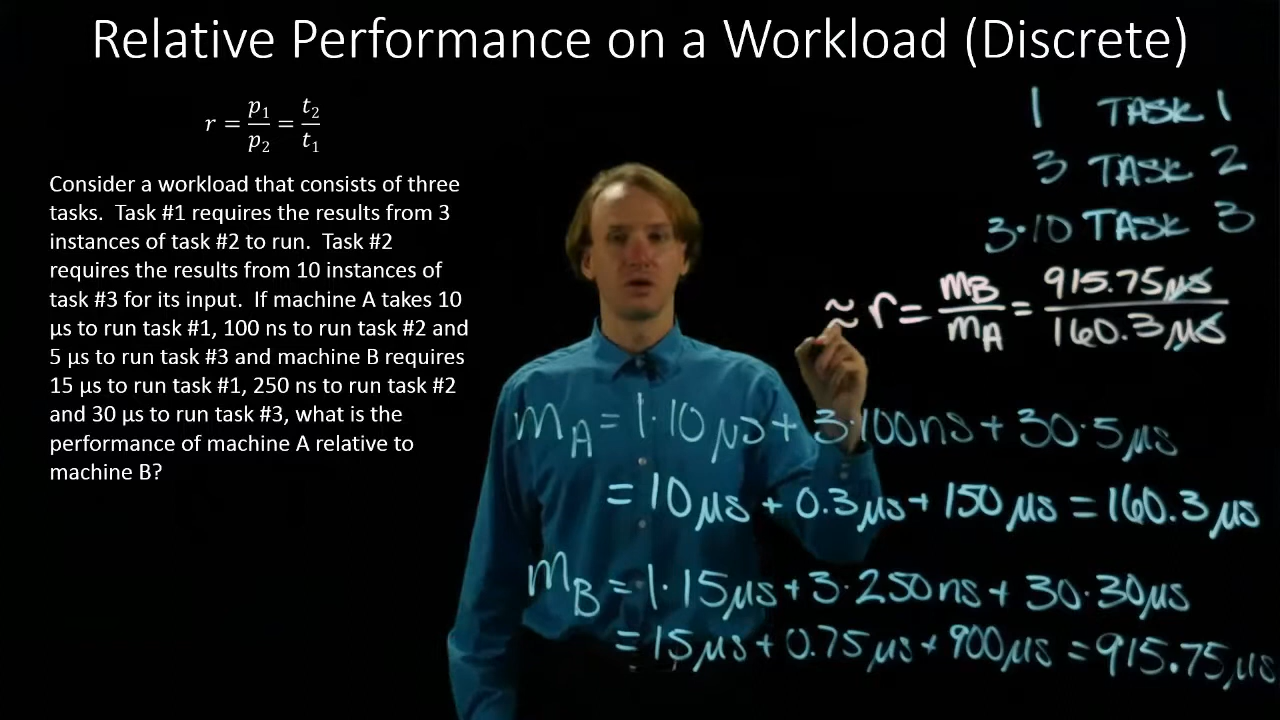 Relative Performance on a Workload (Discrete)
r = p₁/p₂ = t₂/t₁
Consider a workload that consists of three
tasks. Task #1 requires the results from 3
instances of task #2 to run. Task #2
requires the results from 10 instances of
task #3 for its input. If machine A takes 10
µs to run task #1, 100 ns to run task #2 and
5 µs to run task #3 and machine B requires
15 µs to run task #1, 250 ns to run task #2
and 30 µs to run task #3, what is the
performance of machine A relative to
machine B?
1 TASK 1
3 TASK 2
3·10 TASK 3
≈ r = m_B/m_A = 915.75µs/160.3µs
m_A = 1·10µs + 3·100ns + 30·5µs
= 10µs + 0.3µs + 150µs = 160.3µs
m_B = 1·15µs + 3·250ns + 30·30µs
= 15µs + 0.75µs + 900µs = 915.75µs